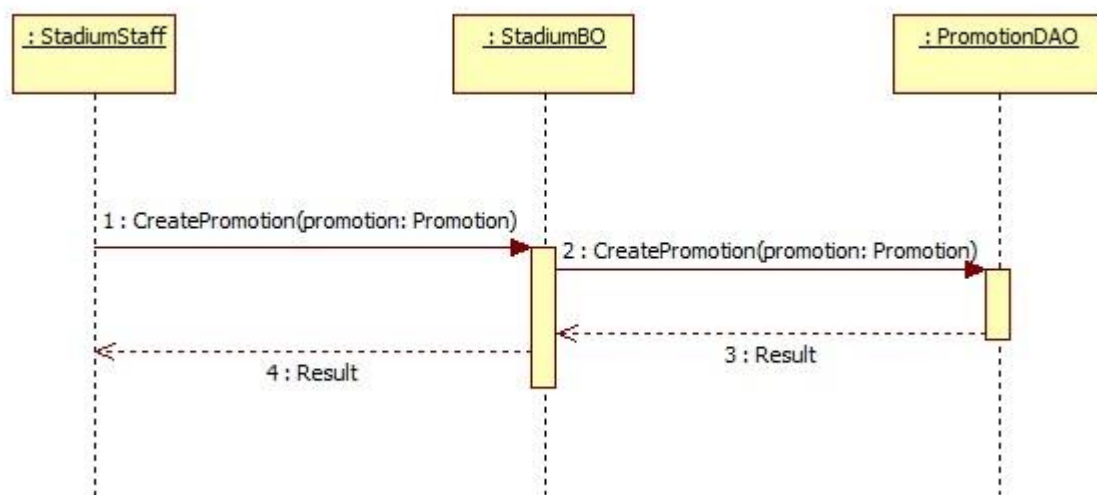 : StadiumStaff
: StadiumBO
: PromotionDAO
1 : CreatePromotion(promotion: Promotion)
2 : CreatePromotion(promotion: Promotion)
3 : Result
4 : Result